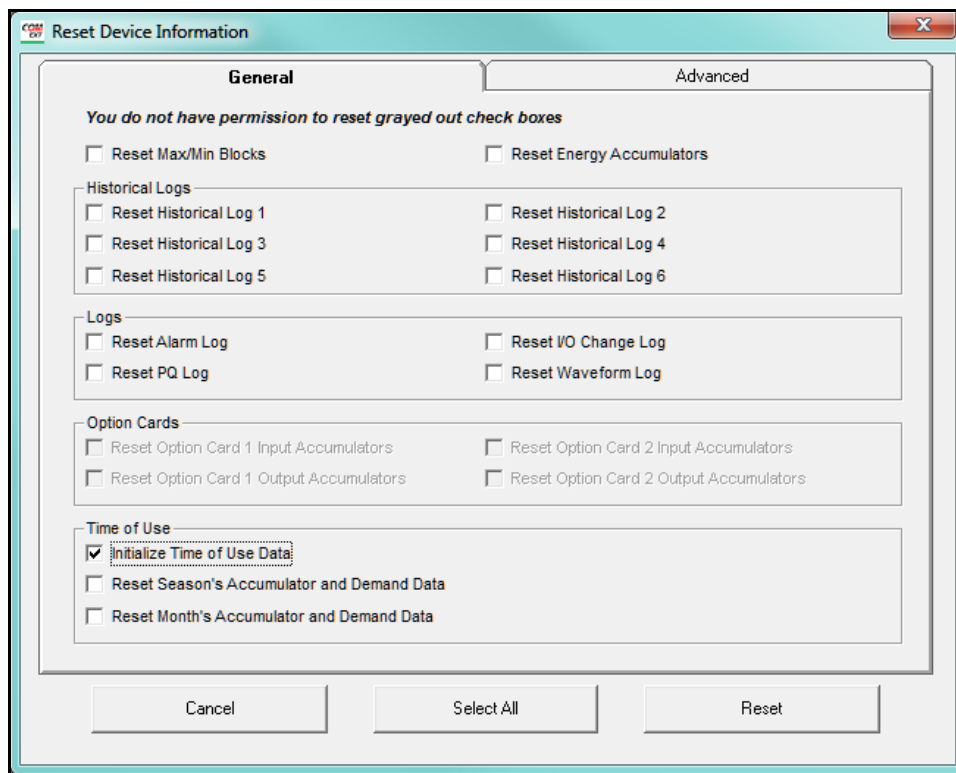 COM EXT Reset Device Information
General Advanced
You do not have permission to reset grayed out check boxes
Reset Max/Min Blocks Reset Energy Accumulators
Historical Logs
Reset Historical Log 1 Reset Historical Log 2
Reset Historical Log 3 Reset Historical Log 4
Reset Historical Log 5 Reset Historical Log 6
Logs
Reset Alarm Log Reset I/O Change Log
Reset PQ Log Reset Waveform Log
Option Cards
Reset Option Card 1 Input Accumulators Reset Option Card 2 Input Accumulators
Reset Option Card 1 Output Accumulators Reset Option Card 2 Output Accumulators
Time of Use
Initialize Time of Use Data
Reset Season's Accumulator and Demand Data
Reset Month's Accumulator and Demand Data
Cancel Select All Reset